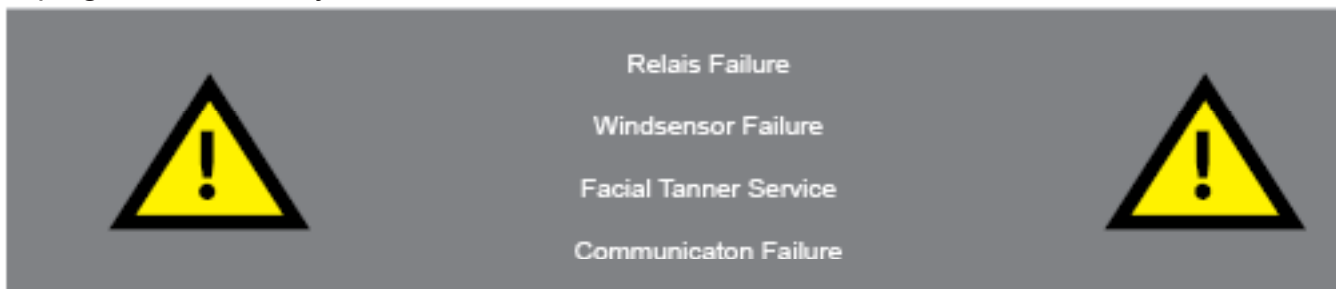 Relais Failure
Windsensor Failure
Facial Tanner Service
Communicaton Failure